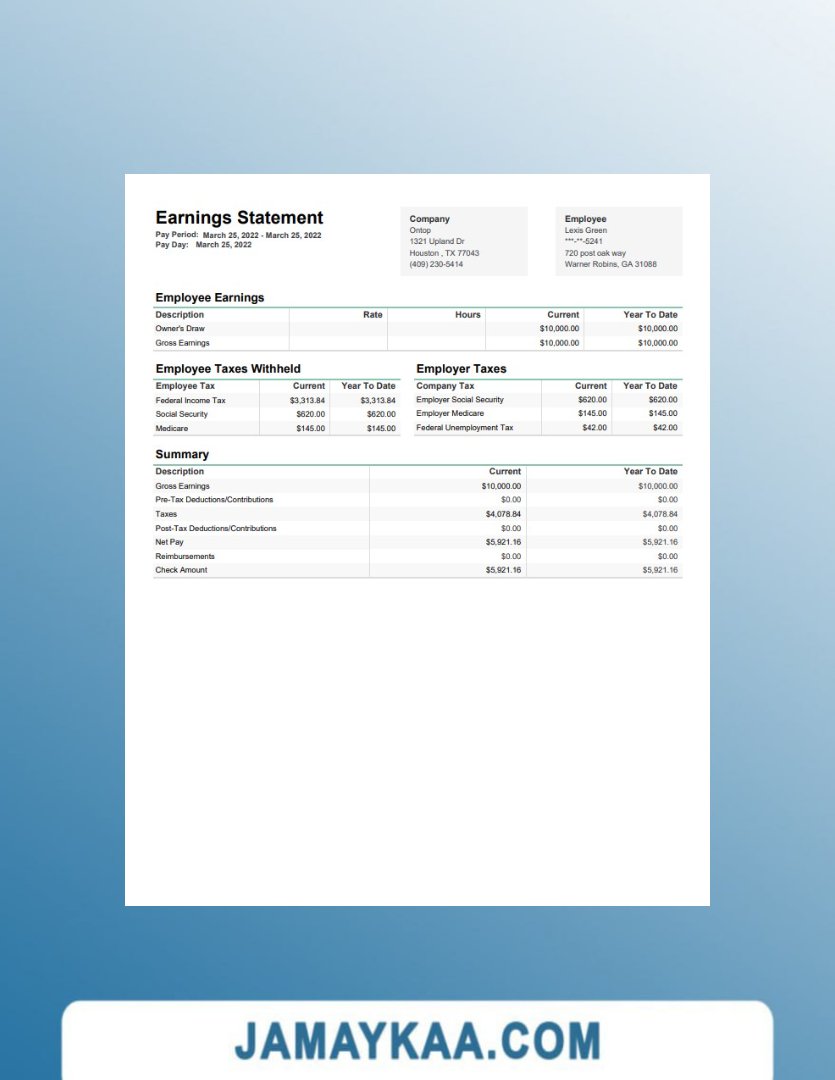 Earnings Statement
Pay Period: March 25, 2022 - March 25, 2022
Pay Day: March 25, 2022
Company
Ontop
1321 Upland Dr
Houston , TX 77043
(409) 230-5414
Employee
Lexis Green
***-**-5241
720 post oak way
Warner Robins, GA 31088
Employee Earnings
Description Rate Hours Current Year To Date
Owner's Draw $10,000.00 $10,000.00
Gross Earnings $10,000.00 $10,000.00
Employee Taxes Withheld
Employee Tax Current Year To Date
Federal Income Tax $3,313.84 $3,313.84
Social Security $620.00 $620.00
Medicare $145.00 $145.00
Employer Taxes
Company Tax Current Year To Date
Employer Social Security $620.00 $620.00
Employer Medicare $145.00 $145.00
Federal Unemployment Tax $42.00 $42.00
Summary
Description Current Year To Date
Gross Earnings $10,000.00 $10,000.00
Pre-Tax Deductions/Contributions $0.00 $0.00
Taxes $4,078.84 $4,078.84
Post-Tax Deductions/Contributions $0.00 $0.00
Net Pay $5,921.16 $5,921.16
Reimbursements $0.00 $0.00
Check Amount $5,921.16 $5,921.16
JAMAYKAA.COM